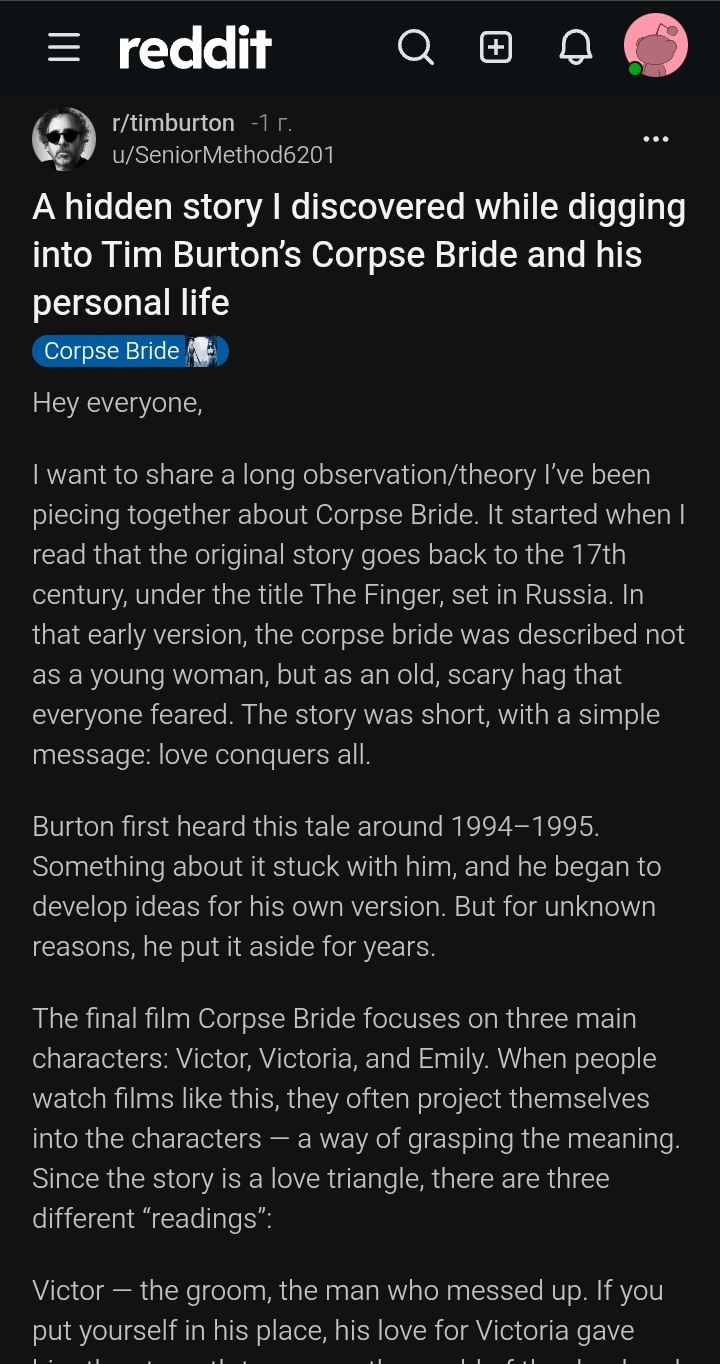 reddit
r/timburton -1 г.
u/SeniorMethod6201
A hidden story I discovered while digging
into Tim Burton’s Corpse Bride and his
personal life
Corpse Bride
Hey everyone,
I want to share a long observation/theory I’ve been
piecing together about Corpse Bride. It started when I
read that the original story goes back to the 17th
century, under the title The Finger, set in Russia. In
that early version, the corpse bride was described not
as a young woman, but as an old, scary hag that
everyone feared. The story was short, with a simple
message: love conquers all.
Burton first heard this tale around 1994–1995.
Something about it stuck with him, and he began to
develop ideas for his own version. But for unknown
reasons, he put it aside for years.
The final film Corpse Bride focuses on three main
characters: Victor, Victoria, and Emily. When people
watch films like this, they often project themselves
into the characters — a way of grasping the meaning.
Since the story is a love triangle, there are three
different “readings”:
Victor — the groom, the man who messed up. If you
put yourself in his place, his love for Victoria gave